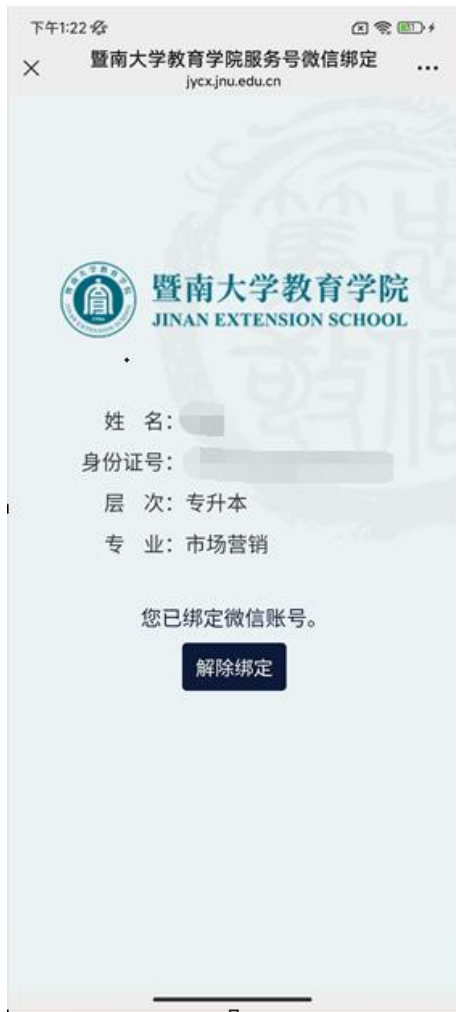 下午1:22
暨南大学教育学院服务号微信绑定
jycx.jnu.edu.cn
暨南大学教育学院
JINAN EXTENSION SCHOOL
姓 名：
身份证号：
层 次：专升本
专 业：市场营销
您已绑定微信账号。
解除绑定